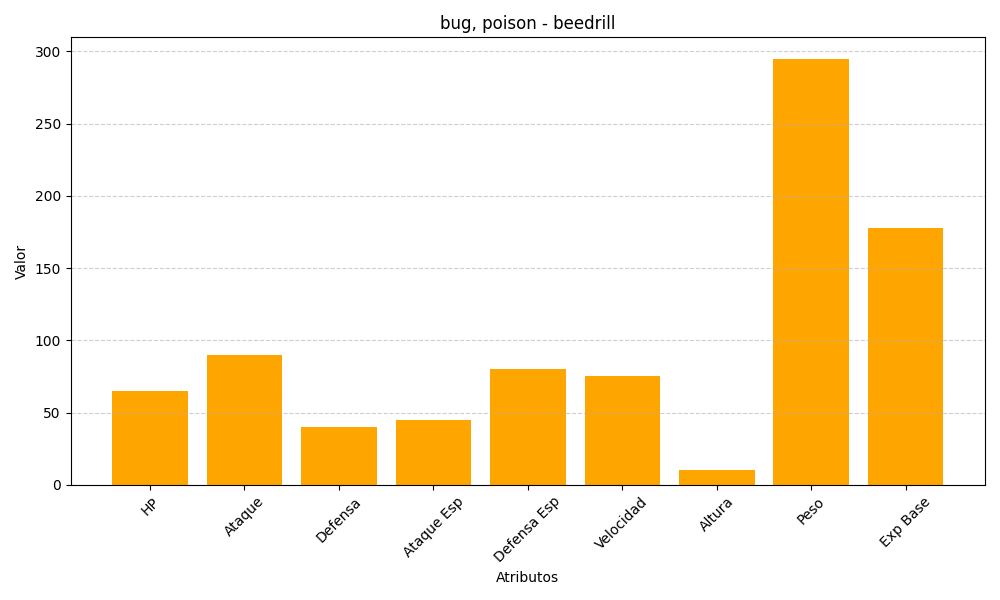 bug, poison - beedrill
300
250
200
150
100
50
0
Valor
HP
Ataque
Defensa
Ataque Esp
Defensa Esp
Velocidad
Altura
Peso
Exp Base
Atributos